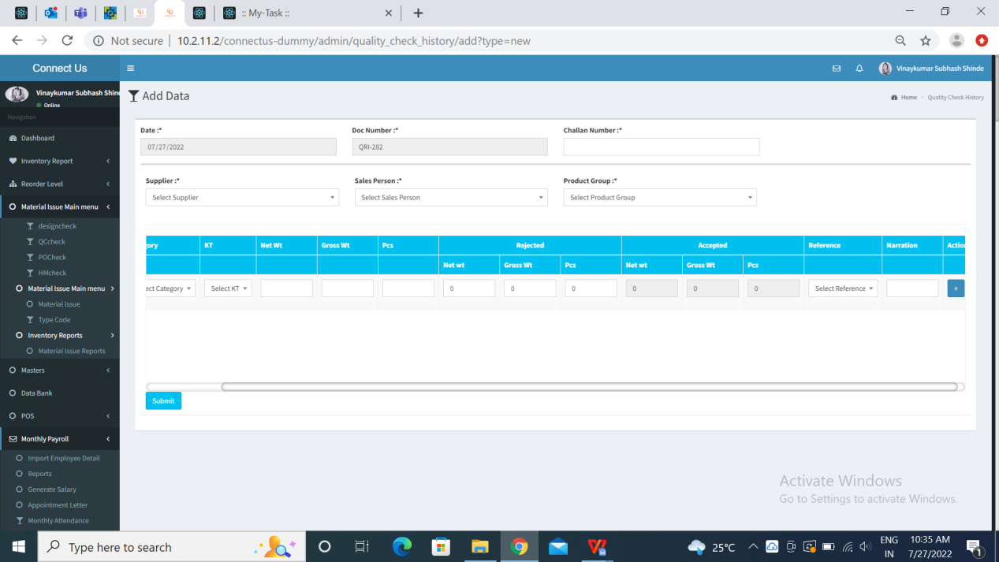 :: My-Task ::
Not secure 10.2.11.2/connectus-dummy/admin/quality_check_history/add?type=new
Connect Us
Vinaykumar Subhash Shinde
Vinaykumar Subhash Shind
Online
Navigation
Dashboard
Inventory Report
Reorder Level
Material Issue Main menu
designcheck
QCcheck
POCheck
HMcheck
Material Issue Main menu
Material Issue
Type Code
Inventory Reports
Material Issue Reports
Masters
Data Bank
POS
Monthly Payroll
Import Employee Detail
Reports
Generate Salary
Appointment Letter
Monthly Attendance
Add Data
Home > Quality Check History
Date :* Doc Number :* Challan Number :*
07/27/2022 QRI-282
Supplier :* Sales Person :* Product Group :*
Select Supplier Select Sales Person Select Product Group
gory KT Net Wt Gross Wt Pcs Rejected Accepted Reference Narration Action
Net wt Gross Wt Pcs Net wt Gross Wt Pcs
ect Category Select KT 0 0 0 0 0 0 Select Reference +
Submit
Activate Windows
Go to Settings to activate Windows.
Type here to search
25°C
ENG
IN
10:35 AM
7/27/2022
1